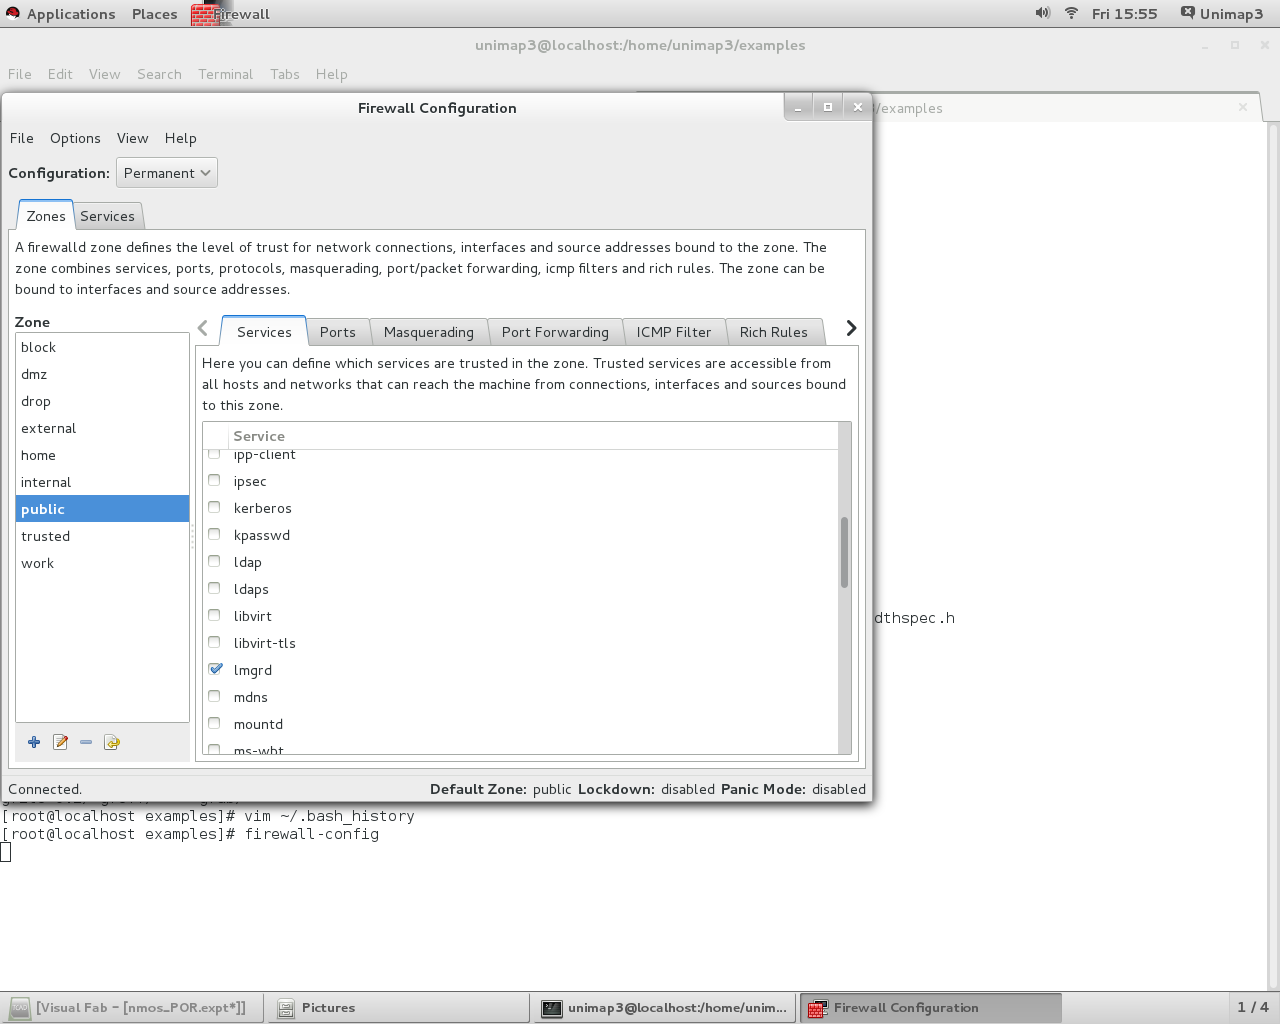 Applications Places Firewall Fri 15:55 Unimap3
unimap3@localhost:/home/unimap3/examples
File Edit View Search Terminal Tabs Help
Firewall Configuration
/examples
File Options View Help
Configuration: Permanent
Zones Services
A firewalld zone defines the level of trust for network connections, interfaces and source addresses bound to the zone. The
zone combines services, ports, protocols, masquerading, port/packet forwarding, icmp filters and rich rules. The zone can be
bound to interfaces and source addresses.
Zone
block
dmz
drop
external
home
internal
public
trusted
work
Services Ports Masquerading Port Forwarding ICMP Filter Rich Rules
Here you can define which services are trusted in the zone. Trusted services are accessible from
all hosts and networks that can reach the machine from connections, interfaces and sources bound
to this zone.
Service
ipp-client
ipsec
kerberos
kpasswd
ldap
ldaps
libvirt
libvirt-tls
lmgrd
mdns
mountd
ms-wbt
dthspec.h
Connected. Default Zone: public Lockdown: disabled Panic Mode: disabled
[root@localhost examples]# vim ~/.bash_history
[root@localhost examples]# firewall-config
[Visual Fab - [nmos_POR.expt*]] Pictures unimap3@localhost:/home/unim... Firewall Configuration 1 / 4